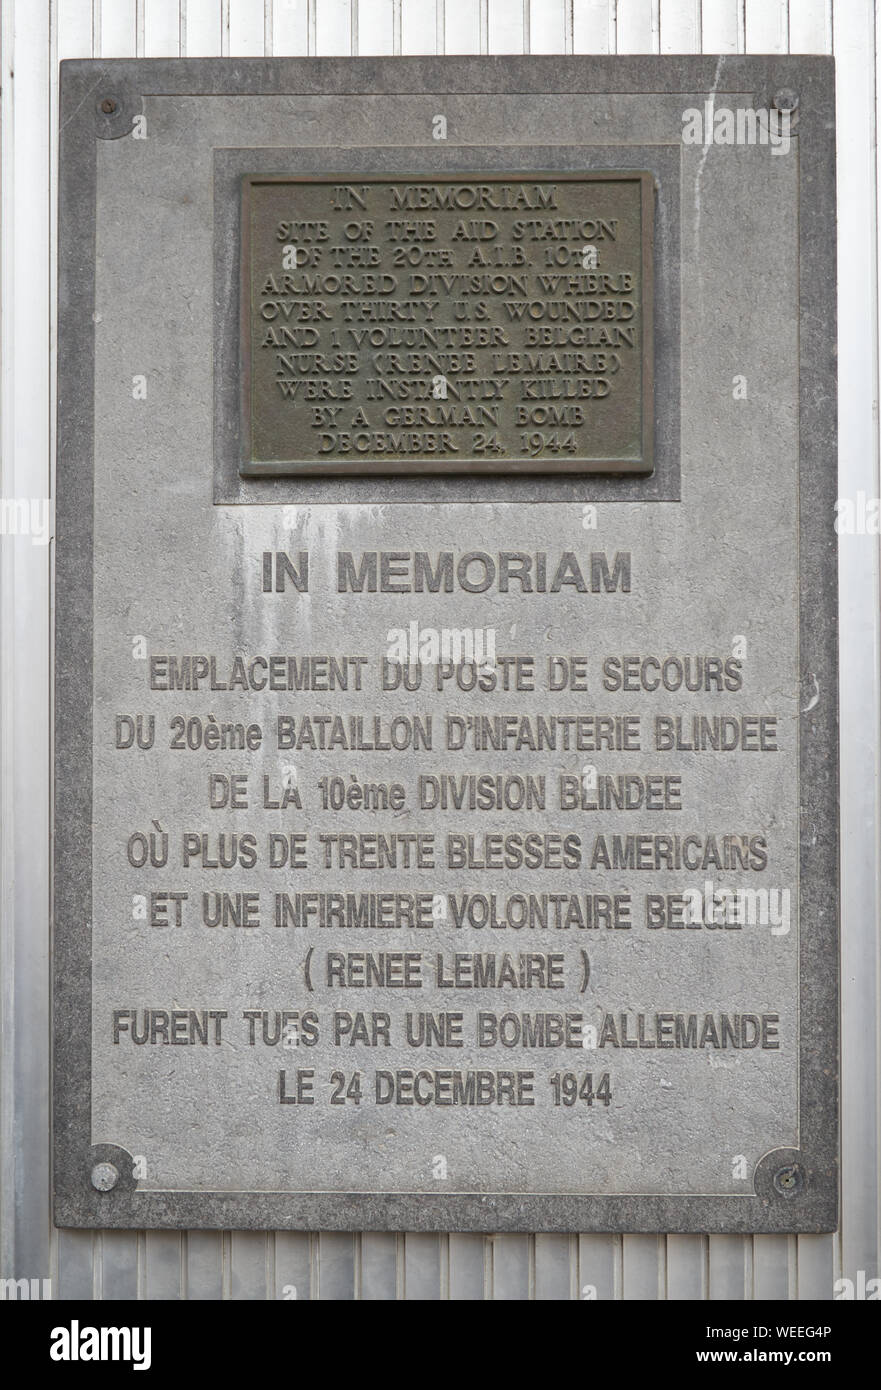 IN MEMORIAM
SITE OF THE AID STATION
OF THE 20TH A.I.B. 10TH
ARMORED DIVISION WHERE
OVER THIRTY U.S. WOUNDED
AND 1 VOLUNTEER BELGIAN
NURSE (RENEE LEMAIRE)
WERE INSTANTLY KILLED
BY A GERMAN BOMB
DECEMBER 24, 1944
IN MEMORIAM
EMPLACEMENT DU POSTE DE SECOURS
DU 20ème BATAILLON D'INFANTERIE BLINDEE
DE LA 10ème DIVISION BLINDEE
OÙ PLUS DE TRENTE BLESSES AMERICAINS
ET UNE INFIRMIERE VOLONTAIRE BELGE
( RENEE LEMAIRE )
FURENT TUES PAR UNE BOMBE ALLEMANDE
LE 24 DECEMBRE 1944
alamy
Image ID: WEEG4P
www.alamy.com